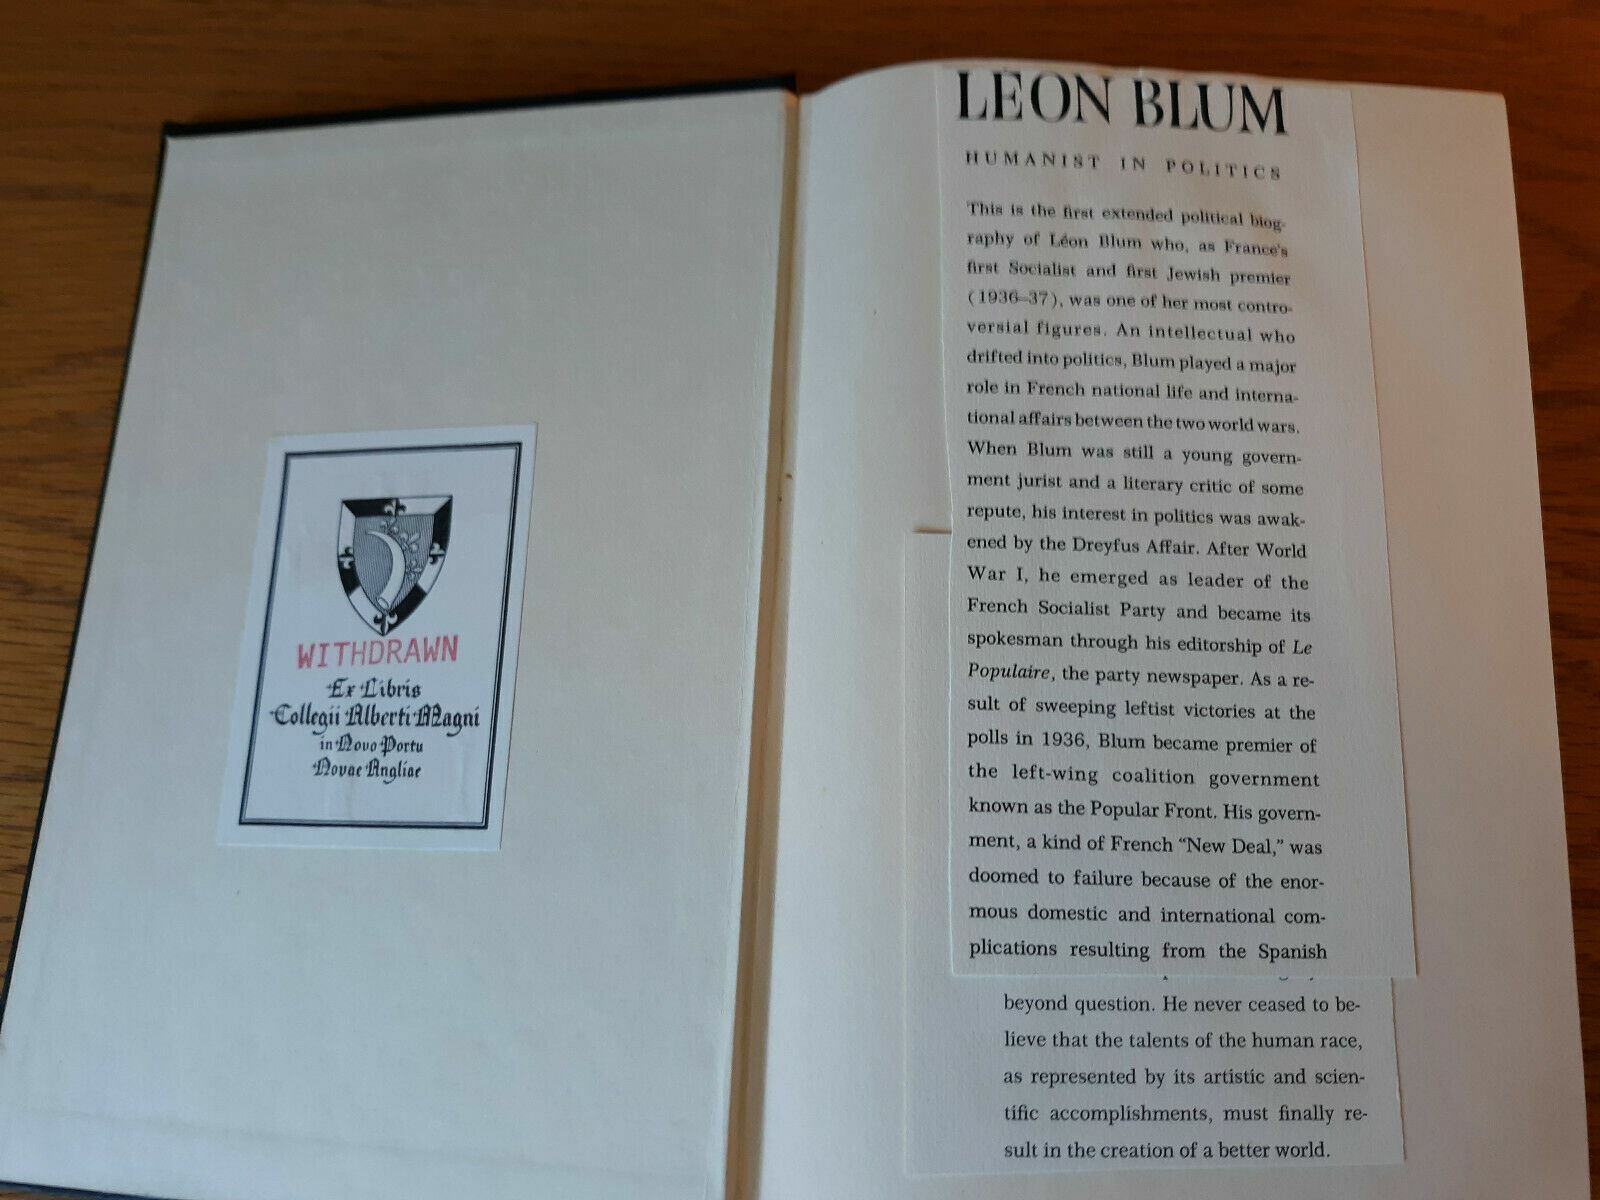 WITHDRAWN
Ex Libris
Collegii Alberti Magni
in Novo Portu
Novae Angliae
LÉON BLUM
HUMANIST IN POLITICS
This is the first extended political biog-
raphy of Léon Blum who, as France's
first Socialist and first Jewish premier
(1936–37), was one of her most contro-
versial figures. An intellectual who
drifted into politics, Blum played a major
role in French national life and interna-
tional affairs between the two world wars.
When Blum was still a young govern-
ment jurist and a literary critic of some
repute, his interest in politics was awak-
ened by the Dreyfus Affair. After World
War I, he emerged as leader of the
French Socialist Party and became its
spokesman through his editorship of Le
Populaire, the party newspaper. As a re-
sult of sweeping leftist victories at the
polls in 1936, Blum became premier of
the left-wing coalition government
known as the Popular Front. His govern-
ment, a kind of French “New Deal,” was
doomed to failure because of the enor-
mous domestic and international com-
plications resulting from the Spanish
beyond question. He never ceased to be-
lieve that the talents of the human race,
as represented by its artistic and scien-
tific accomplishments, must finally re-
sult in the creation of a better world.